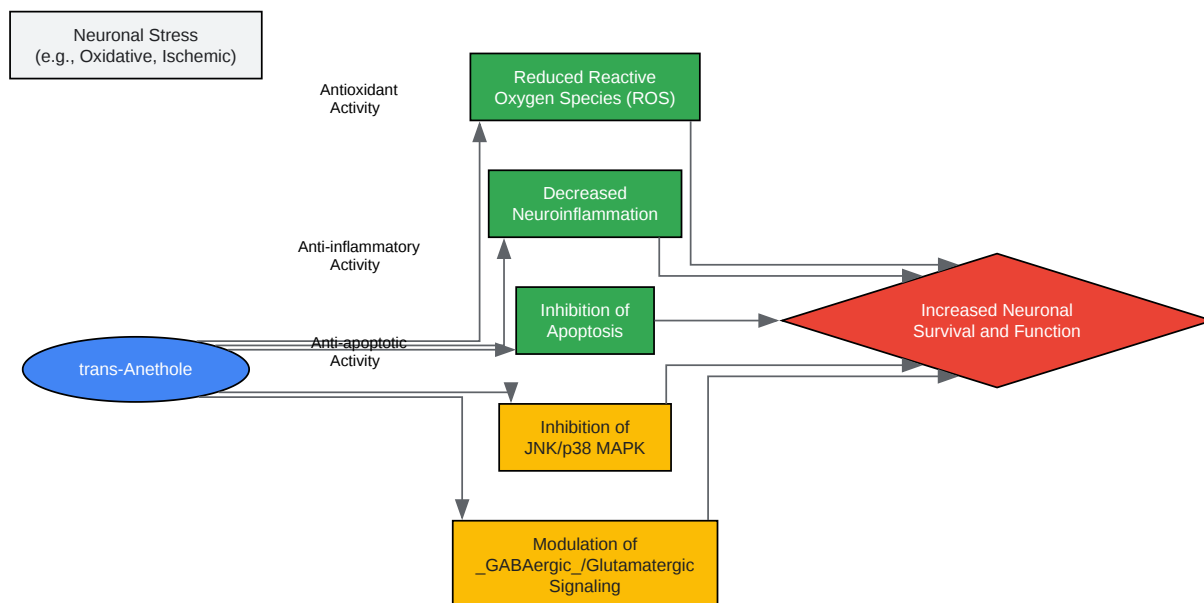 Neuronal Stress
(e.g., Oxidative, Ischemic)
Antioxidant
Activity
Reduced Reactive
Oxygen Species (ROS)
Decreased
Neuroinflammation
Anti-inflammatory
Activity
Inhibition of
Apoptosis
Increased Neuronal
Survival and Function
Anti-apoptotic
Activity
trans-Anethole
Inhibition of
JNK/p38 MAPK
Modulation of
_GABAergic_/Glutamatergic
Signaling